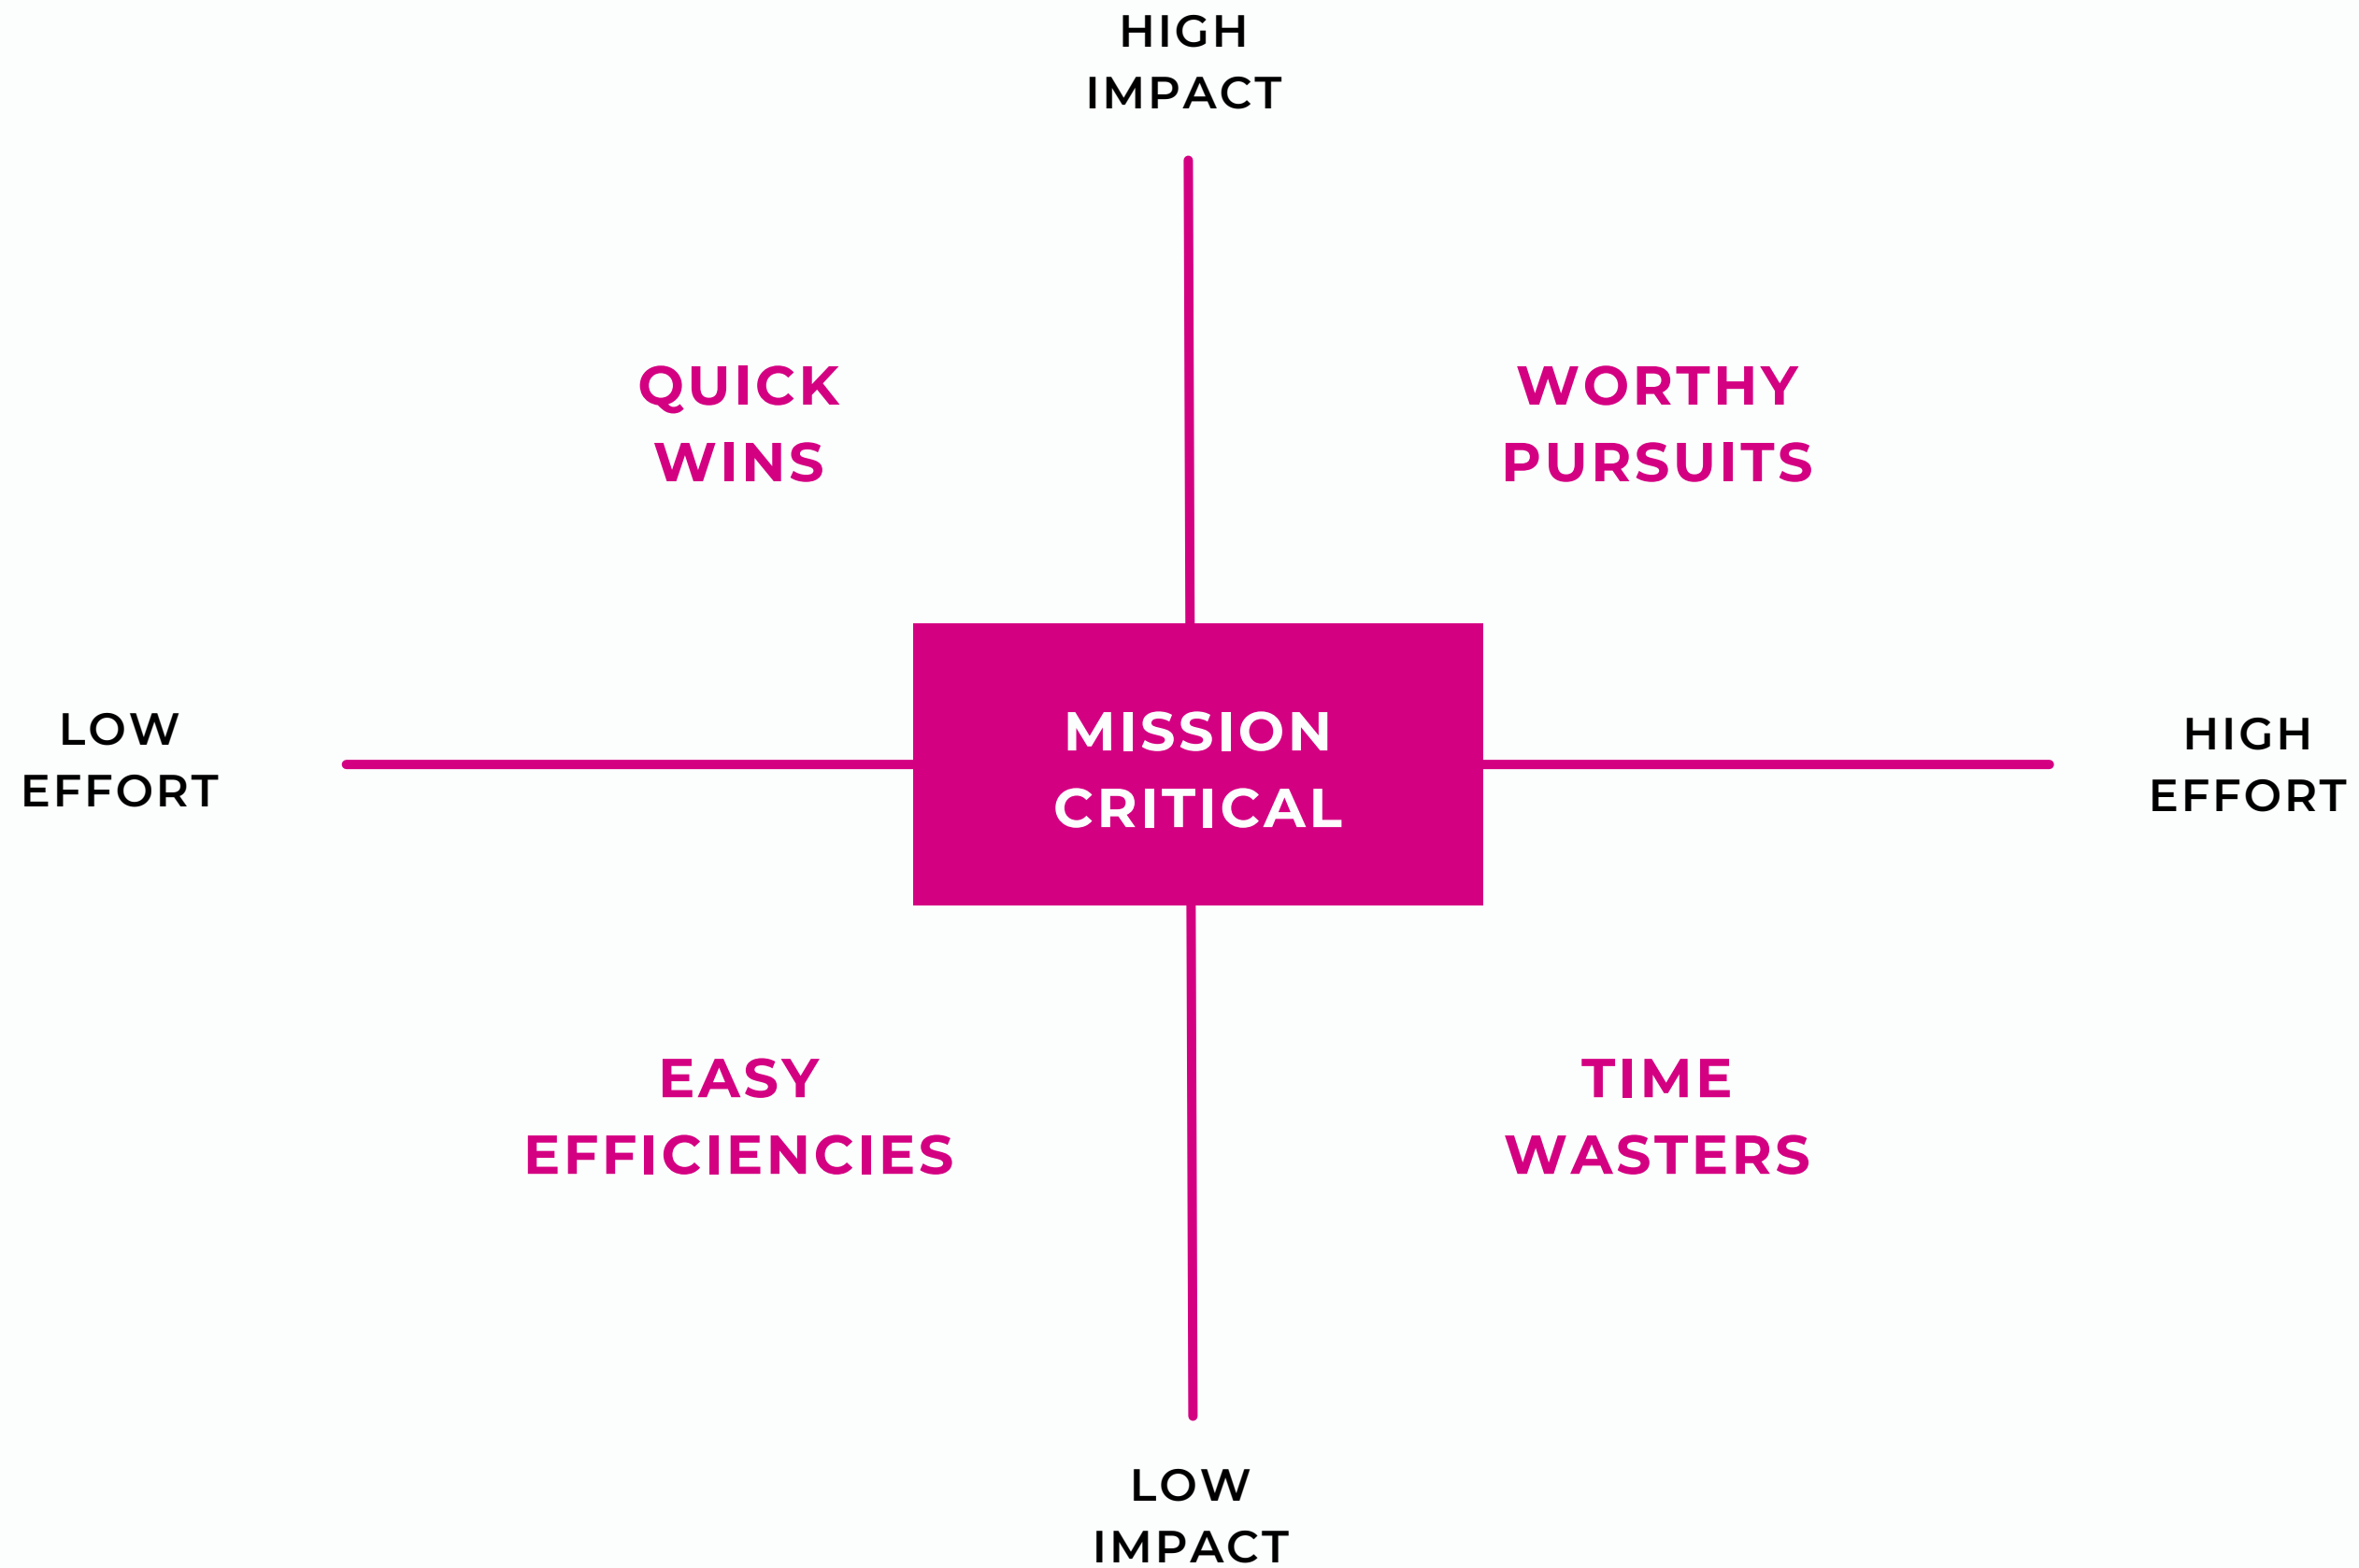 HIGH
IMPACT
QUICK
WINS
WORTHY
PURSUITS
LOW
EFFORT
MISSION
CRITICAL
HIGH
EFFORT
EASY
EFFICIENCIES
TIME
WASTERS
LOW
IMPACT